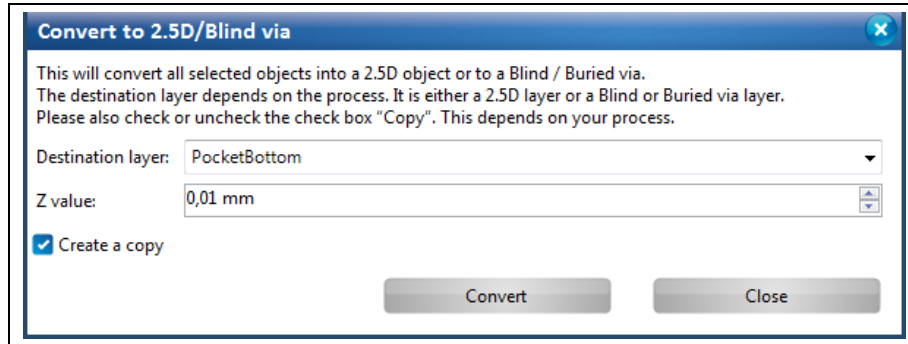 Convert to 2.5D/Blind via
This will convert all selected objects into a 2.5D object or to a Blind / Buried via.
The destination layer depends on the process. It is either a 2.5D layer or a Blind or Buried via layer.
Please also check or uncheck the check box "Copy". This depends on your process.
Destination layer: PocketBottom
Z value: 0,01 mm
Create a copy
Convert Close